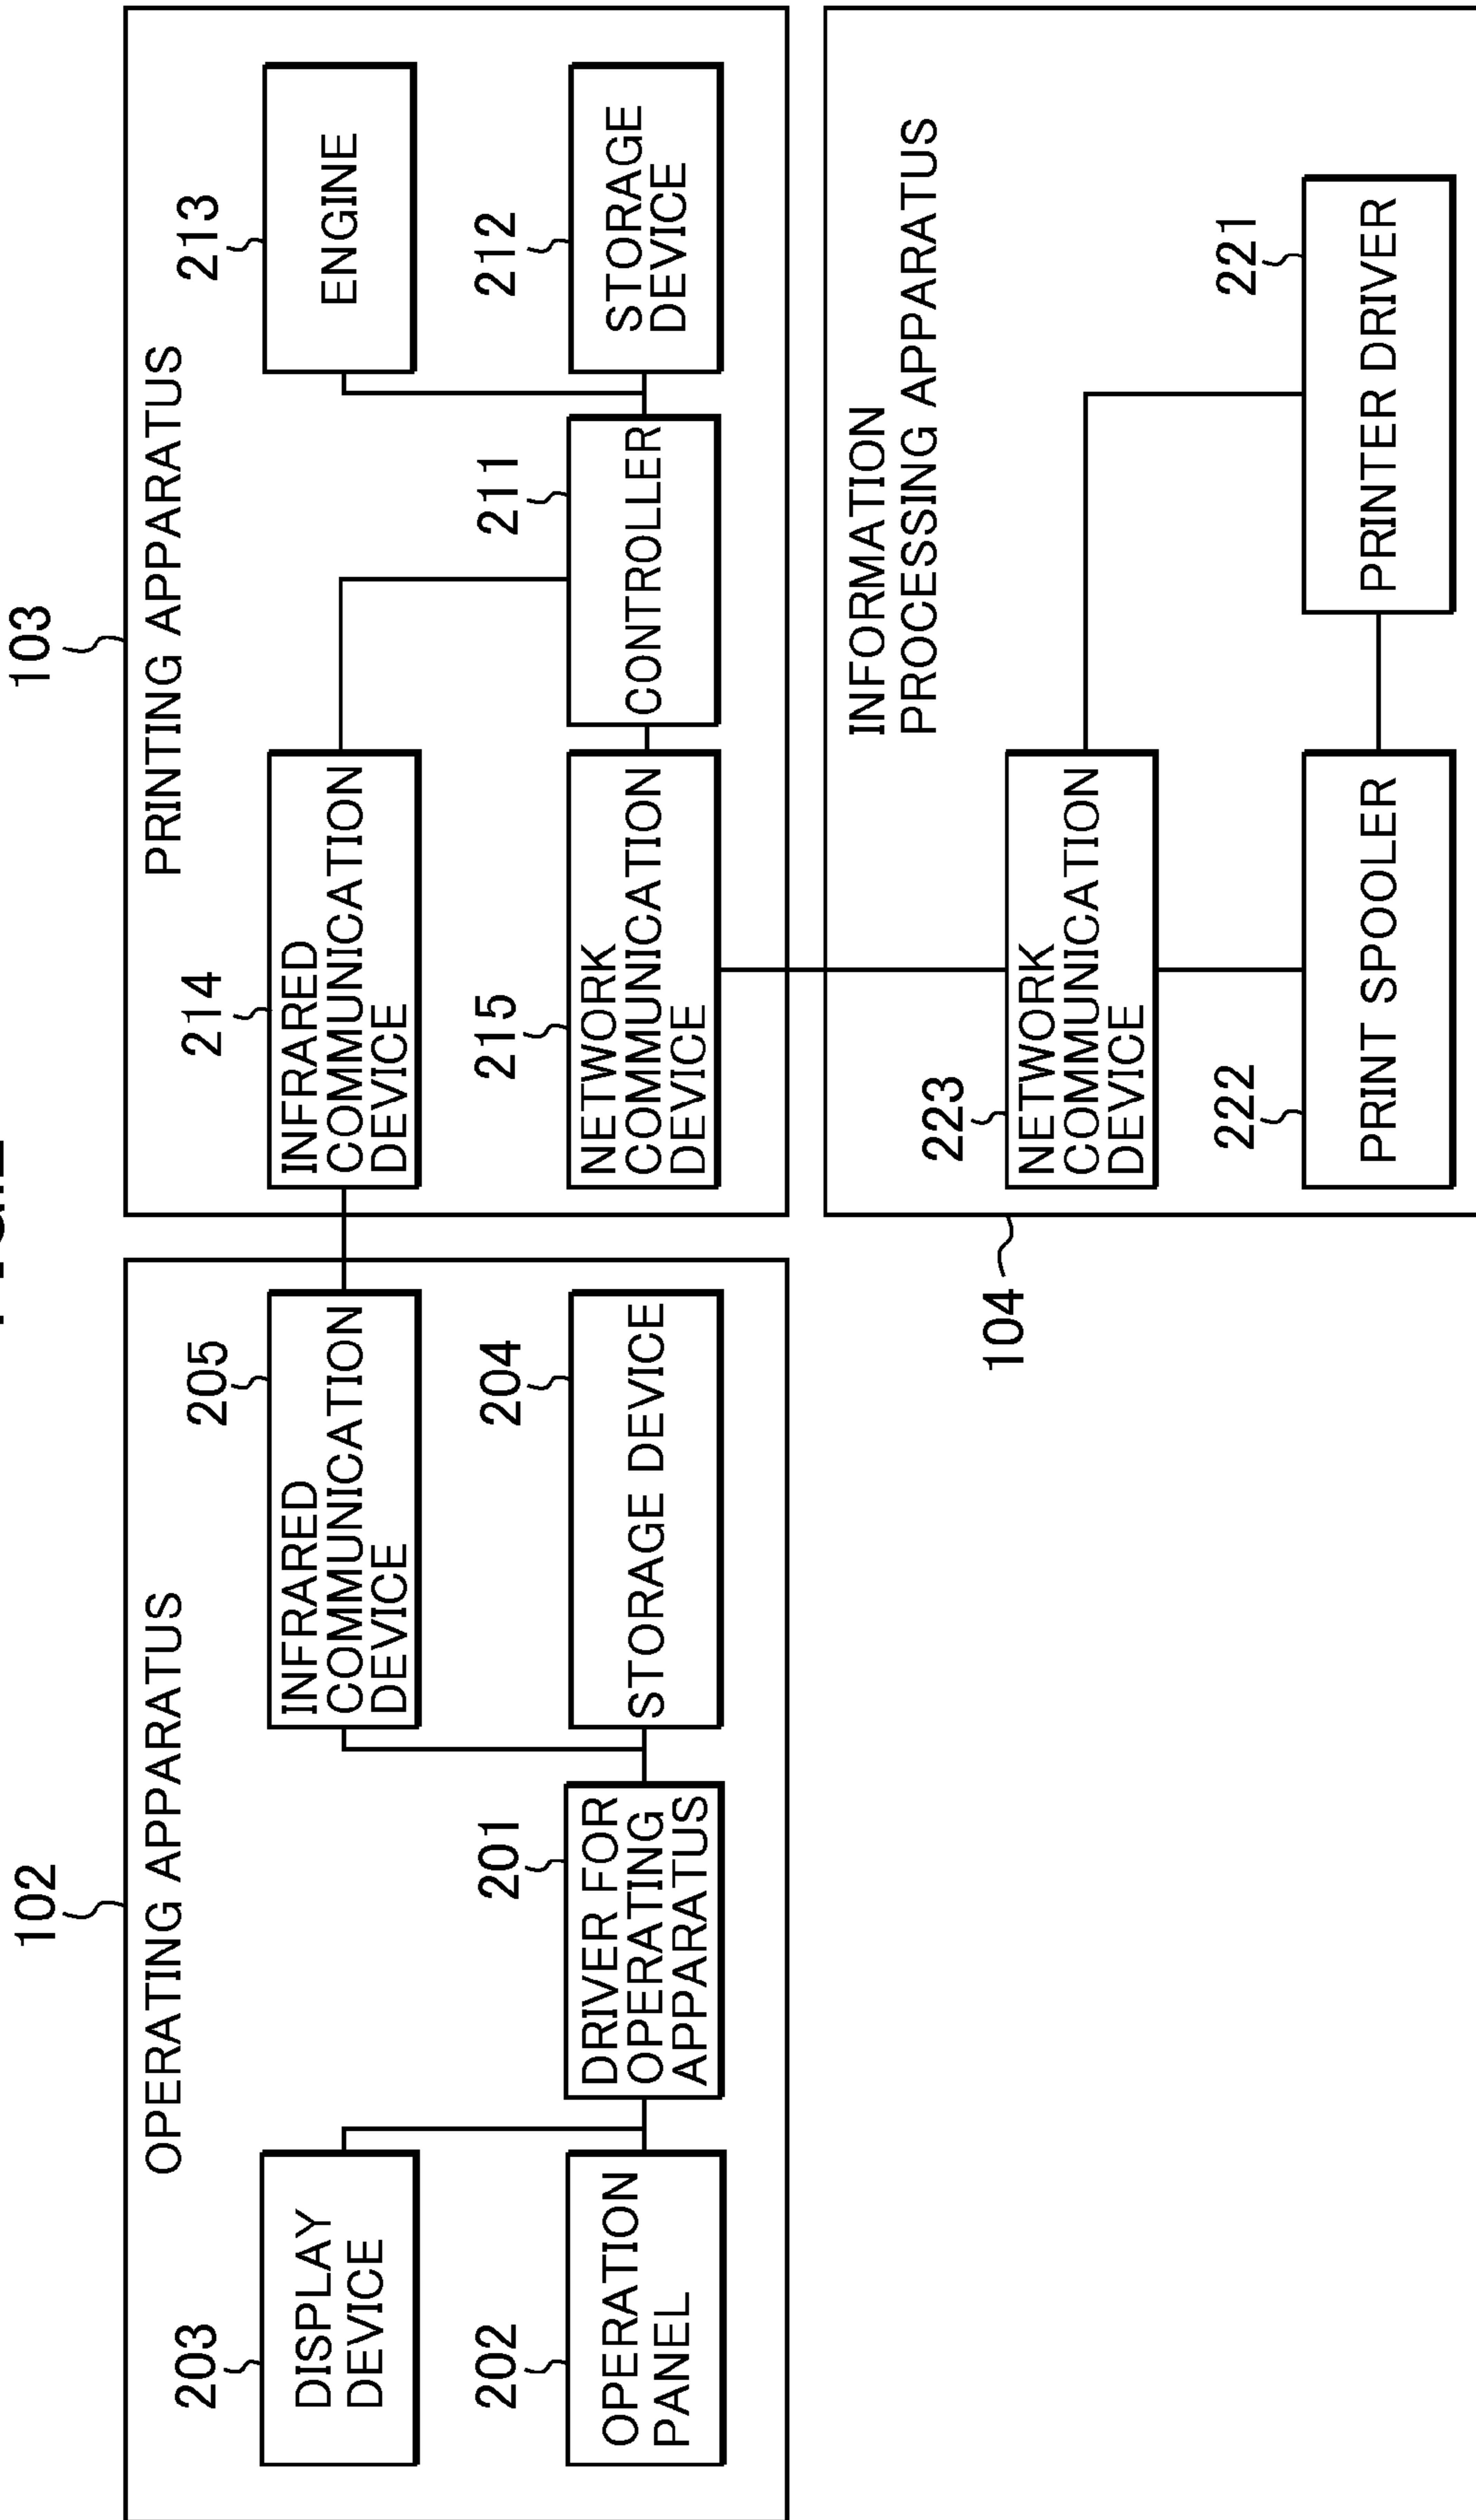 102
OPERATING APPARATUS
203
DISPLAY
DEVICE
202
OPERATION
PANEL
201
DRIVER FOR
OPERATING
APPARATUS
205
INFRARED
COMMUNICATION
DEVICE
204
STORAGE DEVICE
103
PRINTING APPARATUS
214
INFRARED
COMMUNICATION
DEVICE
215
NETWORK
COMMUNICATION
DEVICE
211
CONTROLLER
213
ENGINE
212
STORAGE
DEVICE
104
INFORMATION
PROCESSING APPARATUS
223
NETWORK
COMMUNICATION
DEVICE
222
PRINT SPOOLER
221
PRINTER DRIVER